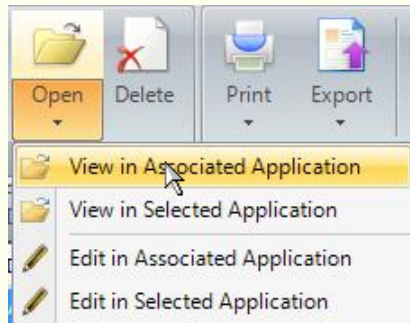 Open Delete Print Export
View in Associated Application
View in Selected Application
Edit in Associated Application
Edit in Selected Application